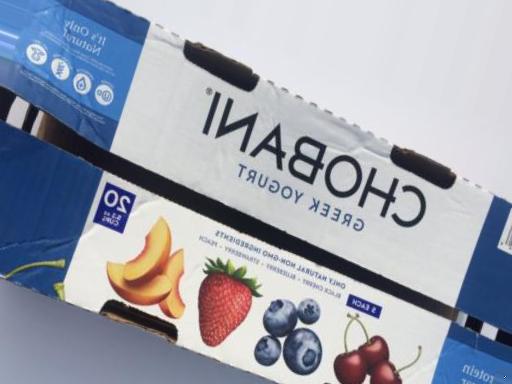 It's Only
Natural
CHOBANI®
GREEK YOGURT
20
5.3 oz
CUPS
ONLY NATURAL NON-GMO INGREDIENTS
BLACK CHERRY • BLUEBERRY • STRAWBERRY • PEACH
5 EACH
rotein